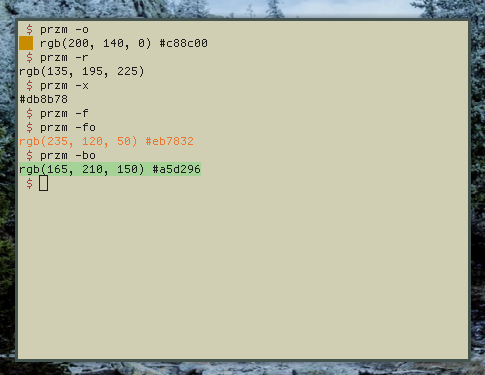 $ przm -o
rgb(200, 140, 0) #c88c00
$ przm -r
rgb(135, 195, 225)
$ przm -x
#db8b78
$ przm -f
$ przm -fo
rgb(235, 120, 50) #eb7832
$ przm -bo
rgb(165, 210, 150) #a5d296
$